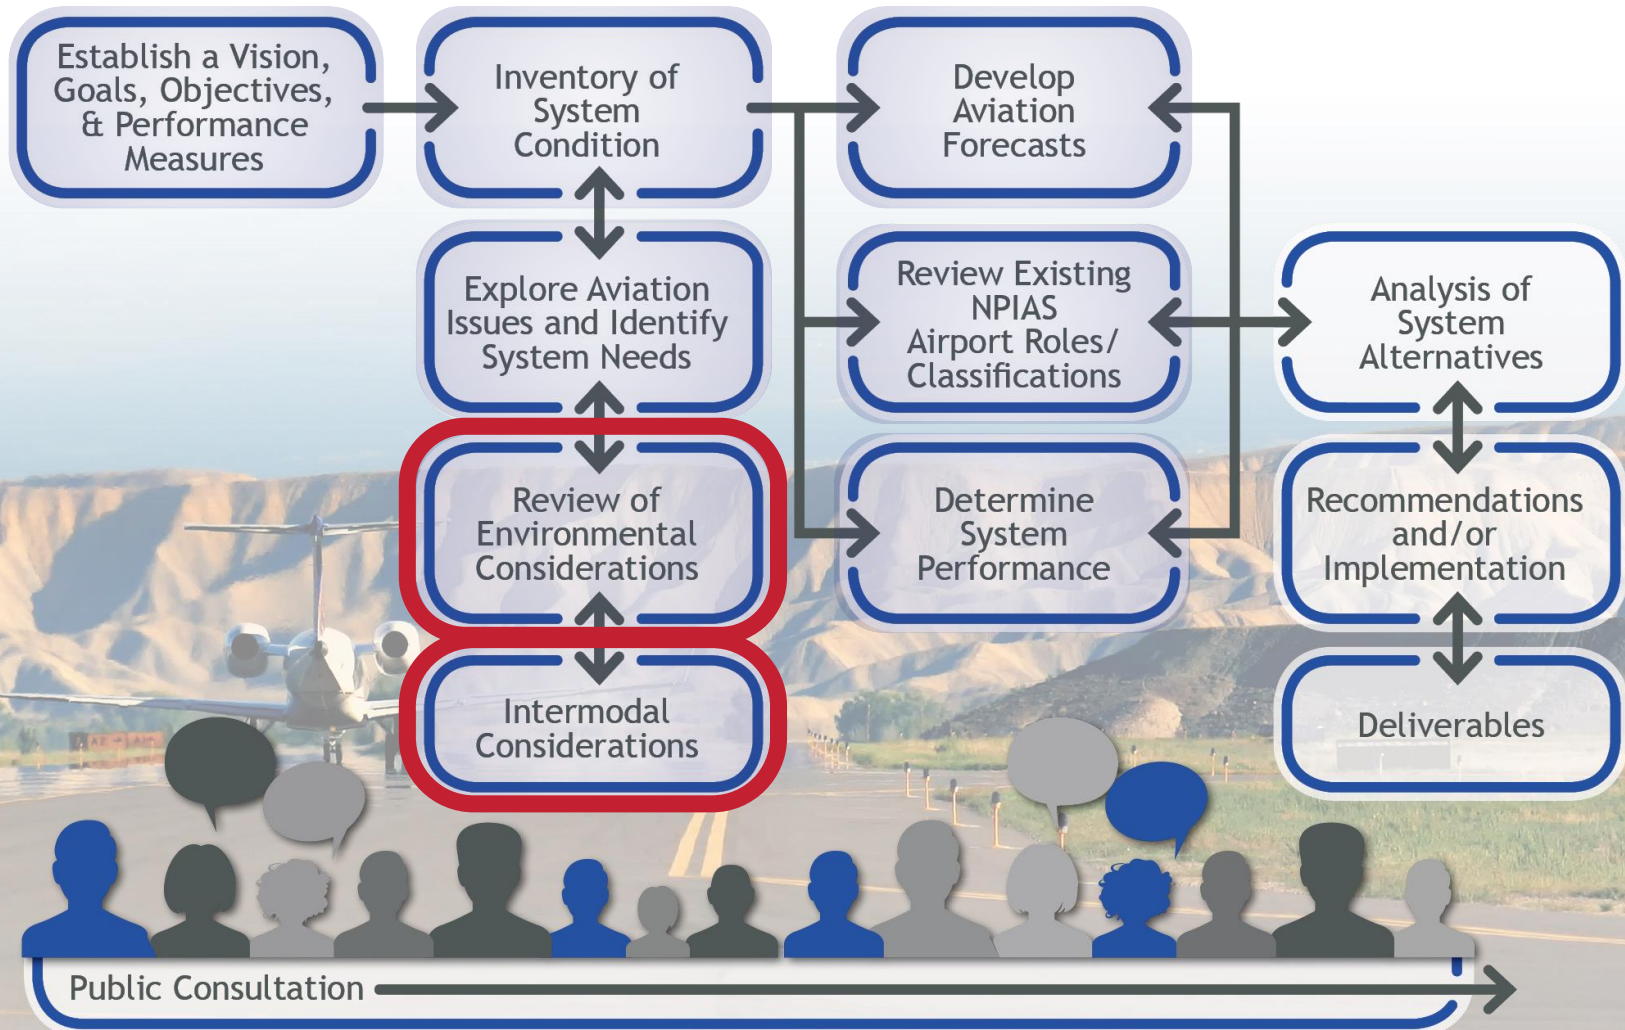 Establish a Vision,
Goals, Objectives,
& Performance
Measures
Inventory of
System
Condition
Develop
Aviation
Forecasts
Explore Aviation
Issues and Identify
System Needs
Review Existing
NPIAS
Airport Roles/
Classifications
Analysis of
System
Alternatives
Review of
Environmental
Considerations
Determine
System
Performance
Recommendations
and/or
Implementation
Intermodal
Considerations
Deliverables
Public Consultation